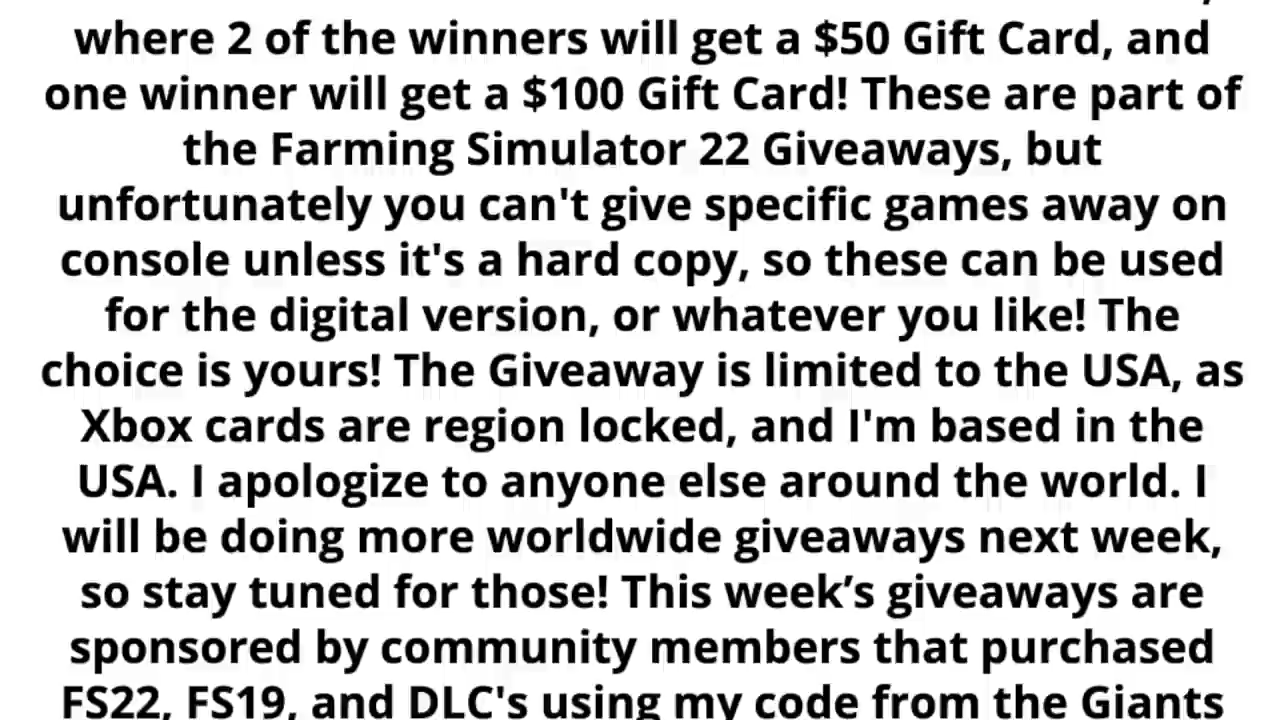 where 2 of the winners will get a $50 Gift Card, and
one winner will get a $100 Gift Card! These are part of
the Farming Simulator 22 Giveaways, but
unfortunately you can't give specific games away on
console unless it's a hard copy, so these can be used
for the digital version, or whatever you like! The
choice is yours! The Giveaway is limited to the USA, as
Xbox cards are region locked, and I'm based in the
USA. I apologize to anyone else around the world. I
will be doing more worldwide giveaways next week,
so stay tuned for those! This week’s giveaways are
sponsored by community members that purchased
FS22, FS19, and DLC's using my code from the Giants